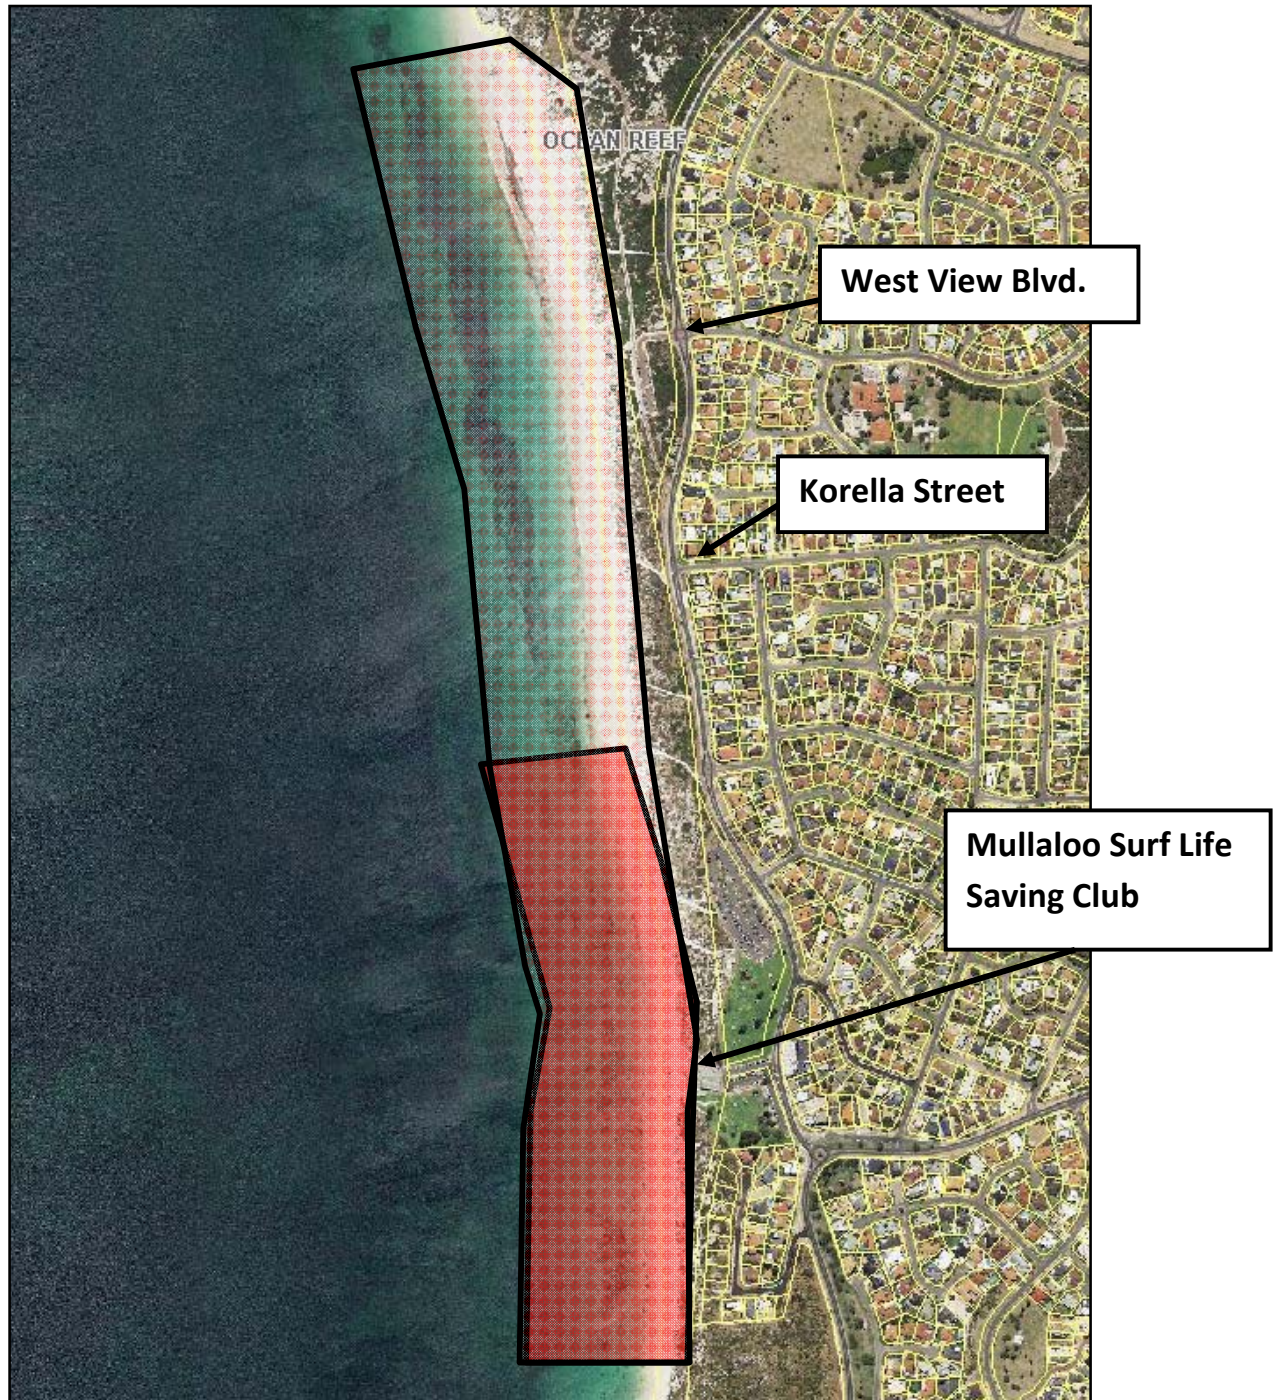 OCEAN REEF
West View Blvd.
Korella Street
Mullaloo Surf Life
Saving Club